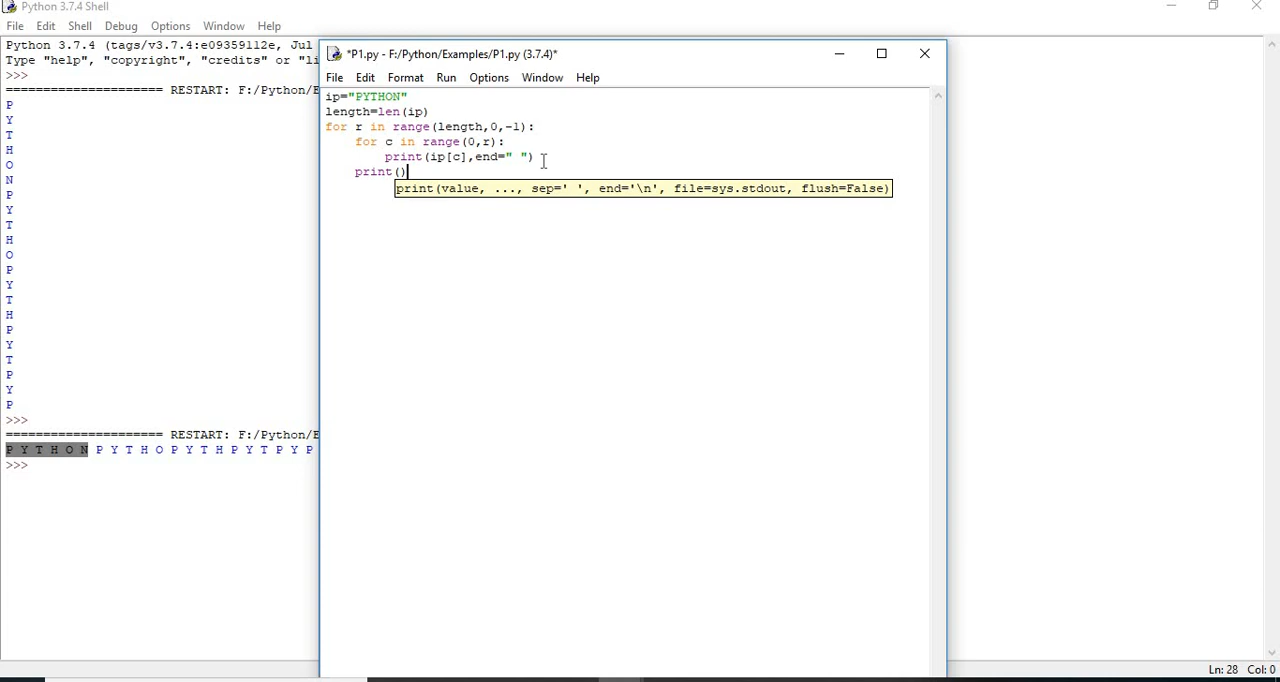 Python 3.7.4 Shell
File Edit Shell Debug Options Window Help
Python 3.7.4 (tags/v3.7.4:e09359112e, Jul
Type "help", "copyright", "credits" or "li
>>>
===================== RESTART: F:/Python/E
P
Y
T
H
O
N
P
Y
T
H
O
P
Y
T
H
P
Y
T
P
Y
P
>>>
===================== RESTART: F:/Python/E
P Y T H O N P Y T H O P Y T H P Y T P Y P
>>>
*P1.py - F:/Python/Examples/P1.py (3.7.4)*
File Edit Format Run Options Window Help
ip="PYTHON"
length=len(ip)
for r in range(length,0,-1):
    for c in range(0,r):
        print(ip[c],end=" ")
    print()
print(value, ..., sep=' ', end='\n', file=sys.stdout, flush=False)
Ln: 28 Col: 0